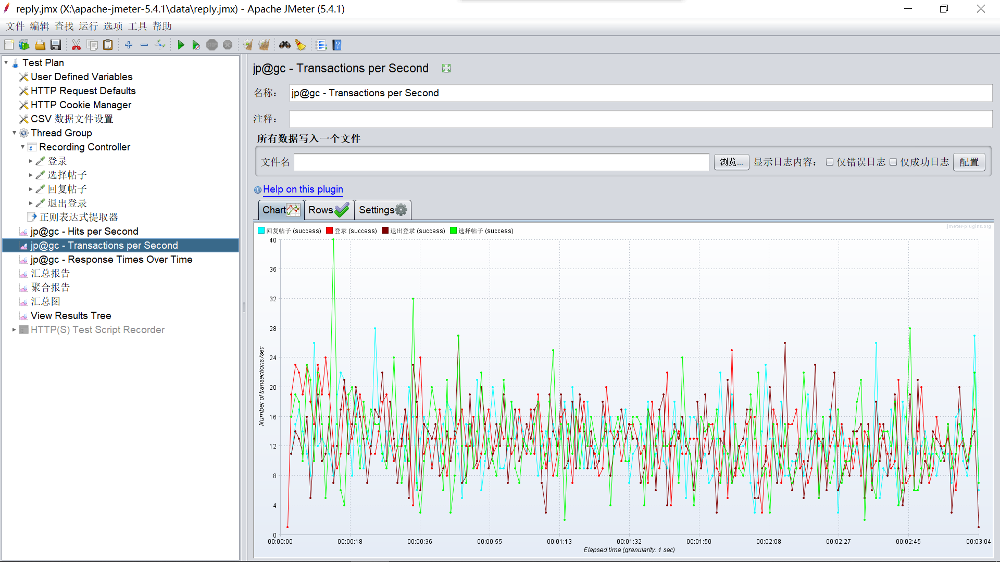 reply.jmx (X:\apache-jmeter-5.4.1\data\reply.jmx) - Apache JMeter (5.4.1)
文件 编辑 查找 运行 选项 工具 帮助
Test Plan
User Defined Variables
HTTP Request Defaults
HTTP Cookie Manager
CSV 数据文件设置
Thread Group
Recording Controller
登录
选择帖子
回复帖子
退出登录
正则表达式提取器
jp@gc - Hits per Second
jp@gc - Transactions per Second
jp@gc - Response Times Over Time
汇总报告
聚合报告
汇总图
View Results Tree
HTTP(S) Test Script Recorder
jp@gc - Transactions per Second
名称： jp@gc - Transactions per Second
注释：
所有数据写入一个文件
文件名 浏览... 显示日志内容： 仅错误日志 仅成功日志 配置
Help on this plugin
Chart Rows Settings
jmeter-plugins.org
回复帖子 (success) 登录 (success) 退出登录 (success) 选择帖子 (success)
40
36
32
28
24
20
16
12
8
4
0
Number of transactions /sec
00:00:00 00:00:18 00:00:36 00:00:55 00:01:13 00:01:32 00:01:50 00:02:08 00:02:27 00:02:45 00:03:04
Elapsed time (granularity: 1 sec)